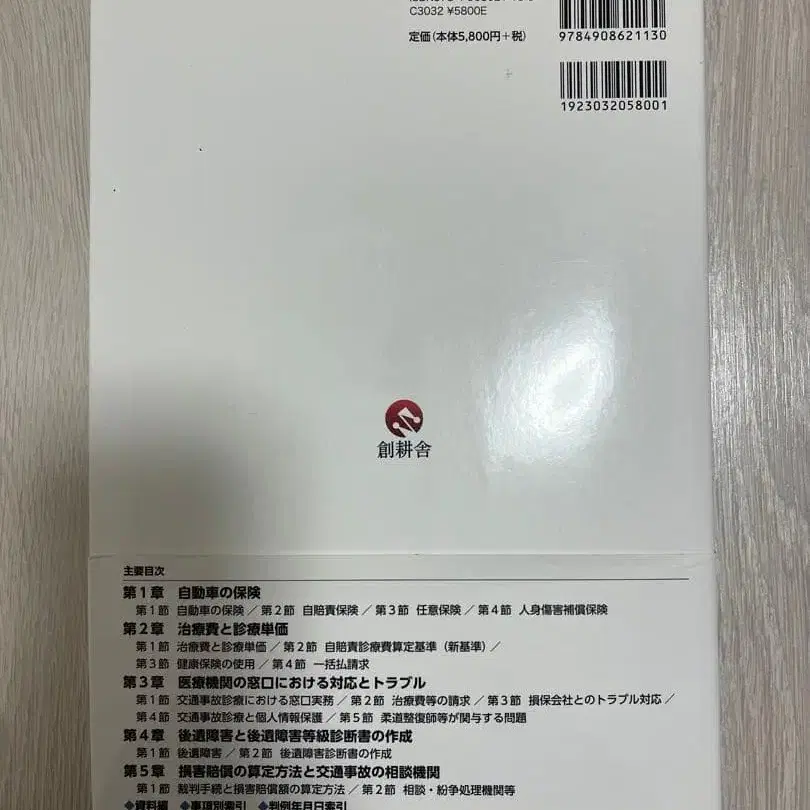 C3032 ¥5800E
定価(本体5,800円+税)
9784908621130
1923032058001
創耕舎
主要目次
第1章 自動車の保険
第1節 自動車の保険/第2節 自賠責保険/第3節 任意保険/第4節 人身傷害補償保険
第2章 治療費と診療単価
第1節 治療費と診療単価/第2節 自賠責診療費算定基準(新基準)/
第3節 健康保険の使用/第4節 一括払請求
第3章 医療機関の窓口における対応とトラブル
第1節 交通事故診療における窓口実務/第2節 治療費等の請求/第3節 損保会社とのトラブル対応/
第4節 交通事故診療と個人情報保護/第5節 柔道整復師等が関与する問題
第4章 後遺障害と後遺障害等級診断書の作成
第1節 後遺障害/第2節 後遺障害診断書の作成
第5章 損害賠償の算定方法と交通事故の相談機関
第1節 裁判手続と損害賠償額の算定方法/第2節 相談・紛争処理機関等
◆資料編 ◆事項別索引 ◆判例年月日索引